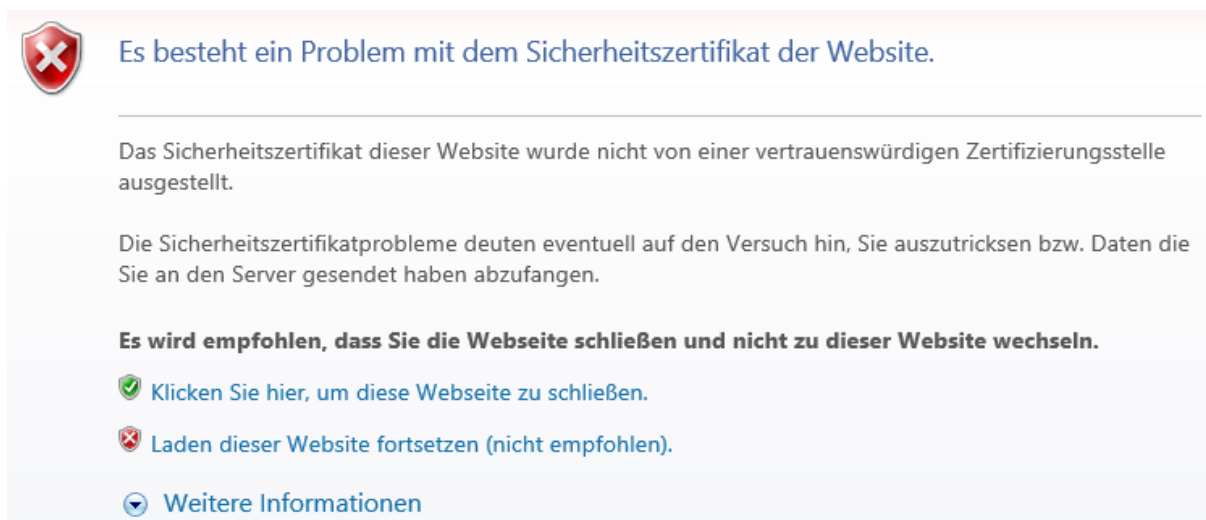 Es besteht ein Problem mit dem Sicherheitszertifikat der Website.
Das Sicherheitszertifikat dieser Website wurde nicht von einer vertrauenswürdigen Zertifizierungsstelle
ausgestellt.
Die Sicherheitszertifikatprobleme deuten eventuell auf den Versuch hin, Sie auszutricksen bzw. Daten die
Sie an den Server gesendet haben abzufangen.
Es wird empfohlen, dass Sie die Webseite schließen und nicht zu dieser Website wechseln.
Klicken Sie hier, um diese Webseite zu schließen.
Laden dieser Website fortsetzen (nicht empfohlen).
Weitere Informationen